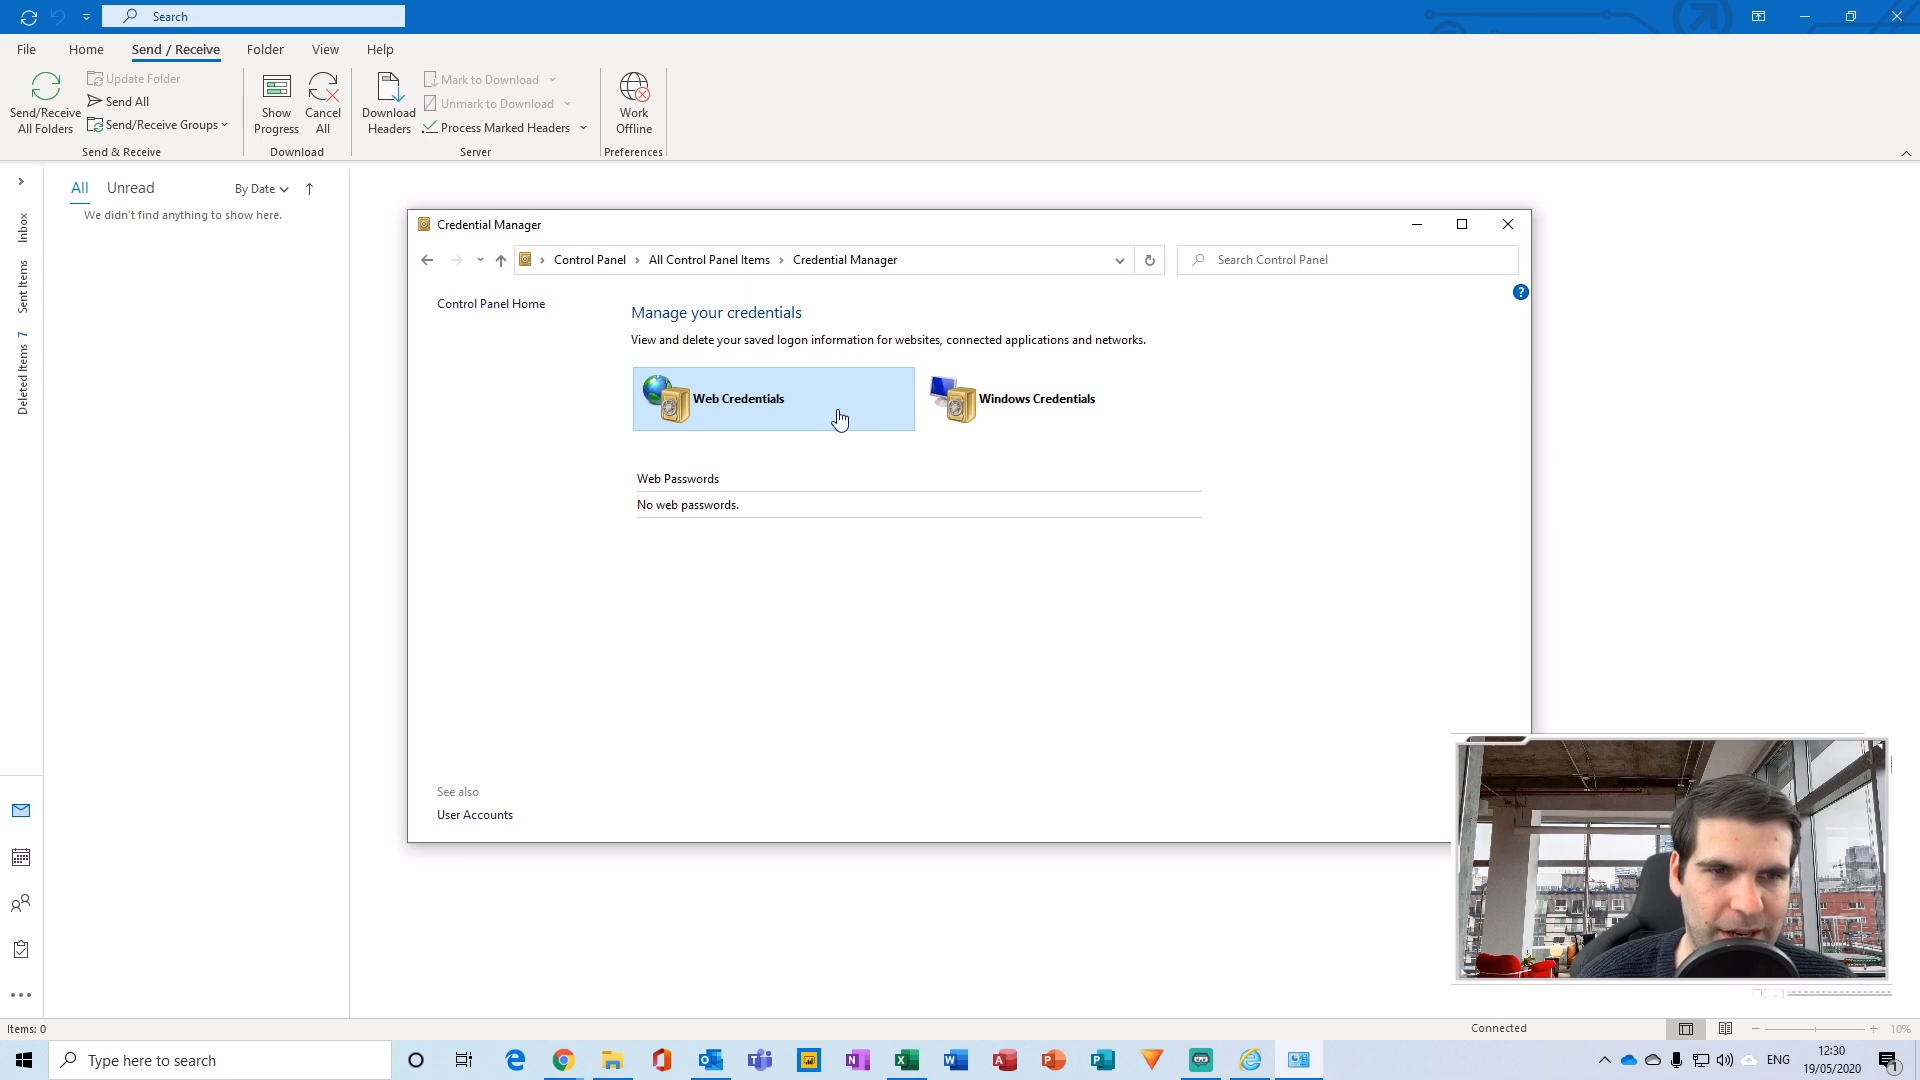 Search
File Home Send / Receive Folder View Help
Send/Receive All Folders
Update Folder
Send All
Send/Receive Groups
Send & Receive
Show Progress
Cancel All
Download
Download Headers
Mark to Download
Unmark to Download
Process Marked Headers
Server
Work Offline
Preferences
All Unread By Date
We didn't find anything to show here.
Inbox
Sent Items
Deleted Items 7
Credential Manager
Control Panel All Control Panel Items Credential Manager
Search Control Panel
Control Panel Home
Manage your credentials
View and delete your saved logon information for websites, connected applications and networks.
Web Credentials Windows Credentials
Web Passwords
No web passwords.
See also
User Accounts
Items: 0 Connected 10%
Type here to search
ENG
12:30
19/05/2020
1